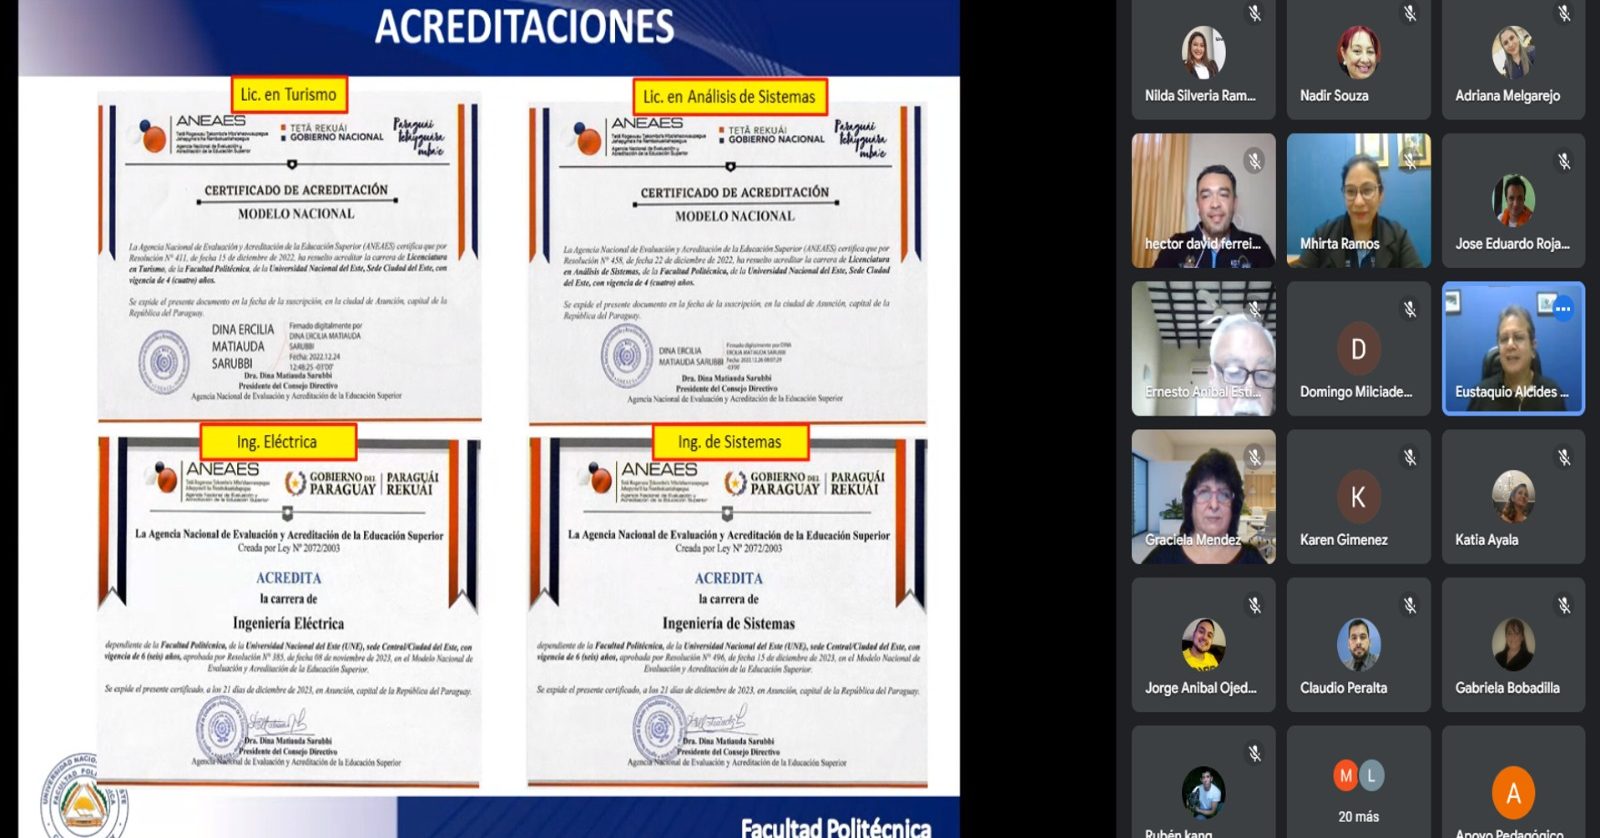 ACREDITACIONES
Lic. en Turismo
ANEAES
Agencia Nacional de Evaluación y
Acreditación de la Educación Superior
TETÃ REKUÁI
GOBIERNO NACIONAL
Paraguái
tekuái
CERTIFICADO DE ACREDITACIÓN
MODELO NACIONAL
La Agencia Nacional de Evaluación y Acreditación de la Educación Superior (ANEAES) certifica que por
Resolución N° 411, de fecha 15 de diciembre de 2022, ha resuelto acreditar la carrera de Licenciatura
en Turismo, de la Facultad Politécnica, de la Universidad Nacional del Este, Sede Ciudad del Este, con
vigencia de 4 (cuatro) años.
Se expide el presente documento en la fecha de la suscripción, en la ciudad de Asunción, capital de la
República del Paraguay.
DINA ERCILIA
MATIAUDA
SARUBBI
Firmado digitalmente por
DINA ERCILIA MATIAUDA
SARUBBI
Fecha: 2022.12.24
12:48:25 -03'00'
Dra. Dina Matiauda Sarubbi
Presidente del Consejo Directivo
Agencia Nacional de Evaluación y Acreditación de la Educación Superior
Lic. en Análisis de Sistemas
ANEAES
Agencia Nacional de Evaluación y
Acreditación de la Educación Superior
TETÃ REKUÁI
GOBIERNO NACIONAL
Paraguái
CERTIFICADO DE ACREDITACIÓN
MODELO NACIONAL
La Agencia Nacional de Evaluación y Acreditación de la Educación Superior (ANEAES) certifica que por
Resolución N° 458, de fecha 22 de diciembre de 2022, ha resuelto acreditar la carrera de Licenciatura
en Análisis de Sistemas, de la Facultad Politécnica, de la Universidad Nacional del Este, Sede Ciudad
del Este, con vigencia de 4 (cuatro) años.
Se expide el presente documento en la fecha de la suscripción, en la ciudad de Asunción, capital de la
República del Paraguay.
DINA ERCILIA
MATIAUDA SARUBBI
Firmado digitalmente por DINA
ERCILIA MATIAUDA SARUBBI
Dra. Dina Matiauda Sarubbi
Presidente del Consejo Directivo
Agencia Nacional de Evaluación y Acreditación de la Educación Superior
Ing. Eléctrica
ANEAES
GOBIERNO DEL
PARAGUAY
PARAGUÁI
REKUÁI
La Agencia Nacional de Evaluación y Acreditación de la Educación Superior
Creada por Ley N° 2072/2003
ACREDITA
la carrera de
Ingeniería Eléctrica
dependiente de la Facultad Politécnica, de la Universidad Nacional del Este (UNE), sede Central/Ciudad del Este, con
vigencia de 6 (seis) años, aprobada por Resolución N° 385, de fecha 08 de noviembre de 2023, en el Modelo Nacional de
Evaluación y Acreditación de la Educación Superior.
Se expide el presente certificado, a los 21 días de diciembre de 2023, en Asunción, capital de la República del Paraguay.
Dra. Dina Matiauda Sarubbi
Presidente del Consejo Directivo
Agencia Nacional de Evaluación y Acreditación de la Educación Superior
Ing. de Sistemas
ANEAES
GOBIERNO DEL
PARAGUAY
PARAGUÁI
REKUÁI
La Agencia Nacional de Evaluación y Acreditación de la Educación Superior
Creada por Ley N° 2072/2003
ACREDITA
la carrera de
Ingeniería de Sistemas
dependiente de la Facultad Politécnica, de la Universidad Nacional del Este (UNE), sede Central/Ciudad del Este, con
vigencia de 6 (seis) años, aprobada por Resolución N° 496, de fecha 15 de diciembre de 2023, en el Modelo Nacional de
Evaluación y Acreditación de la Educación Superior.
Se expide el presente certificado, a los 21 días de diciembre de 2023, en Asunción, capital de la República del Paraguay.
Dra. Dina Matiauda Sarubbi
Presidente del Consejo Directivo
Agencia Nacional de Evaluación y Acreditación de la Educación Superior
Facultad Politécnica
Nilda Silveria Ram...
Nadir Souza
Adriana Melgarejo
hector david ferrei...
Mhirta Ramos
Jose Eduardo Roja...
Ernesto Anibal Esti...
D
Domingo Milciade...
Eustaquio Alcides ...
Graciela Mendez
K
Karen Gimenez
Katia Ayala
Jorge Anibal Ojed...
Claudio Peralta
Gabriela Bobadilla
Rubén kang
M L
20 más
A
Apoyo Pedagógico